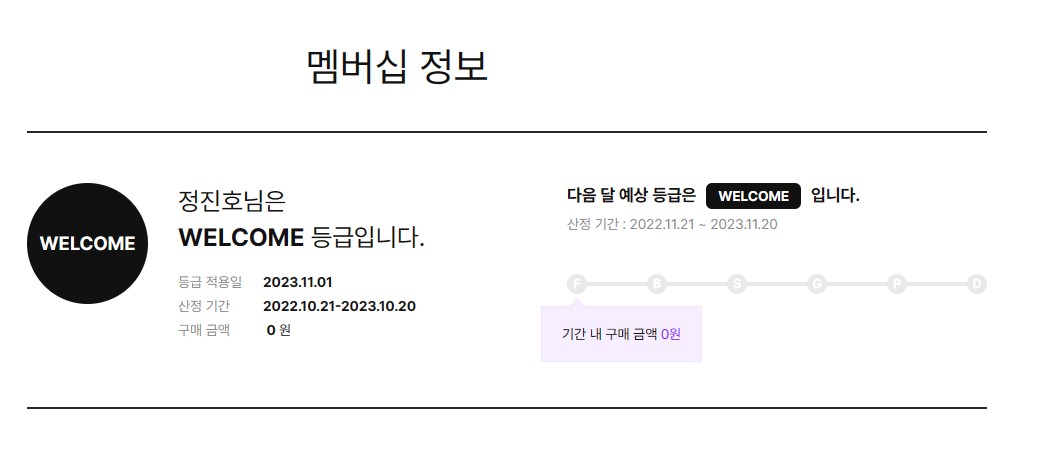 멤버십 정보
WELCOME
정진호님은
WELCOME 등급입니다.
등급 적용일 2023.11.01
산정 기간 2022.10.21-2023.10.20
구매 금액 0 원
다음 달 예상 등급은 WELCOME 입니다.
산정 기간 : 2022.11.21 ~ 2023.11.20
F B S G P D
기간 내 구매 금액 0원